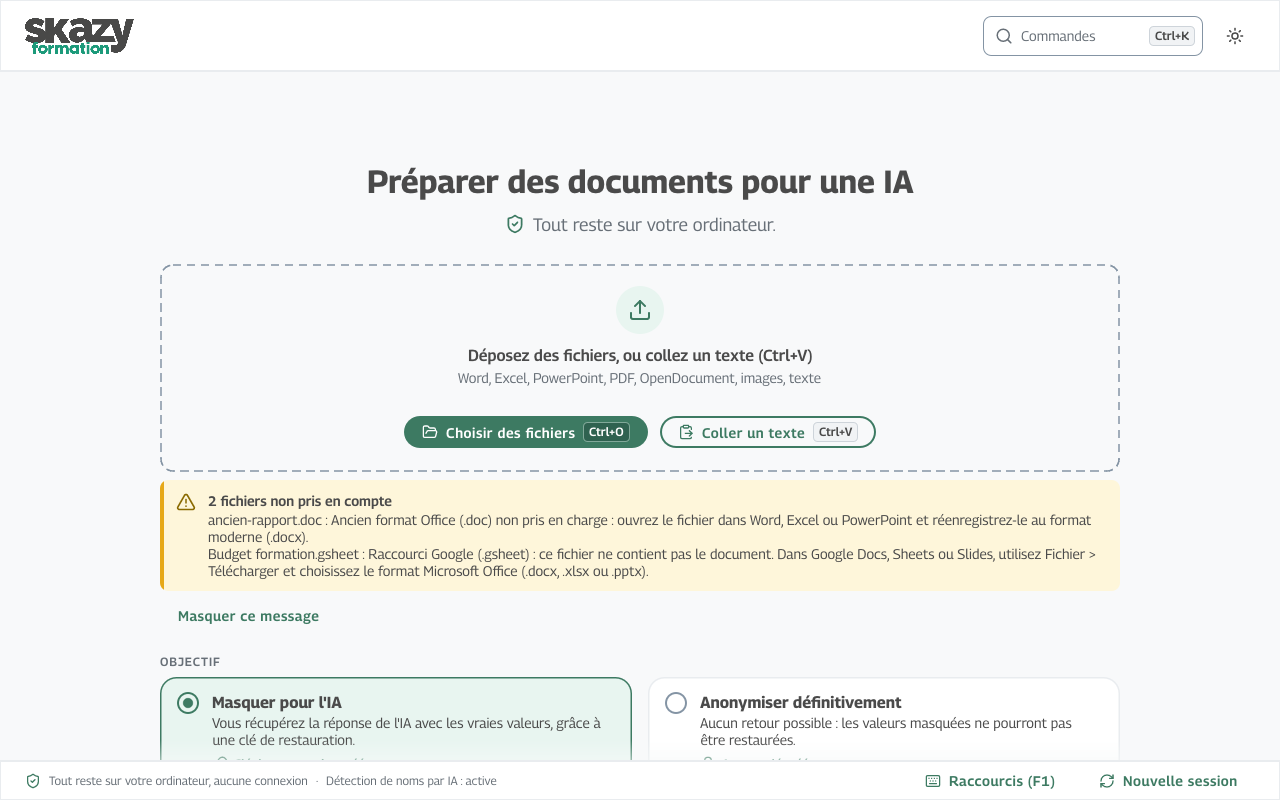 skazy
formation
Commandes Ctrl+K
Préparer des documents pour une IA
Tout reste sur votre ordinateur.
Déposez des fichiers, ou collez un texte (Ctrl+V)
Word, Excel, PowerPoint, PDF, OpenDocument, images, texte
Choisir des fichiers Ctrl+O Coller un texte Ctrl+V
2 fichiers non pris en compte
ancien-rapport.doc : Ancien format Office (.doc) non pris en charge : ouvrez le fichier dans Word, Excel ou PowerPoint et réenregistrez-le au format
moderne (.docx).
Budget formation.gsheet : Raccourci Google (.gsheet) : ce fichier ne contient pas le document. Dans Google Docs, Sheets ou Slides, utilisez Fichier >
Télécharger et choisissez le format Microsoft Office (.docx, .xlsx ou .pptx).
Masquer ce message
OBJECTIF
Masquer pour l'IA
Vous récupérez la réponse de l'IA avec les vraies valeurs, grâce à
une clé de restauration.
Anonymiser définitivement
Aucun retour possible : les valeurs masquées ne pourront pas
être restaurées.
Tout reste sur votre ordinateur, aucune connexion · Détection de noms par IA : active
Raccourcis (F1) Nouvelle session